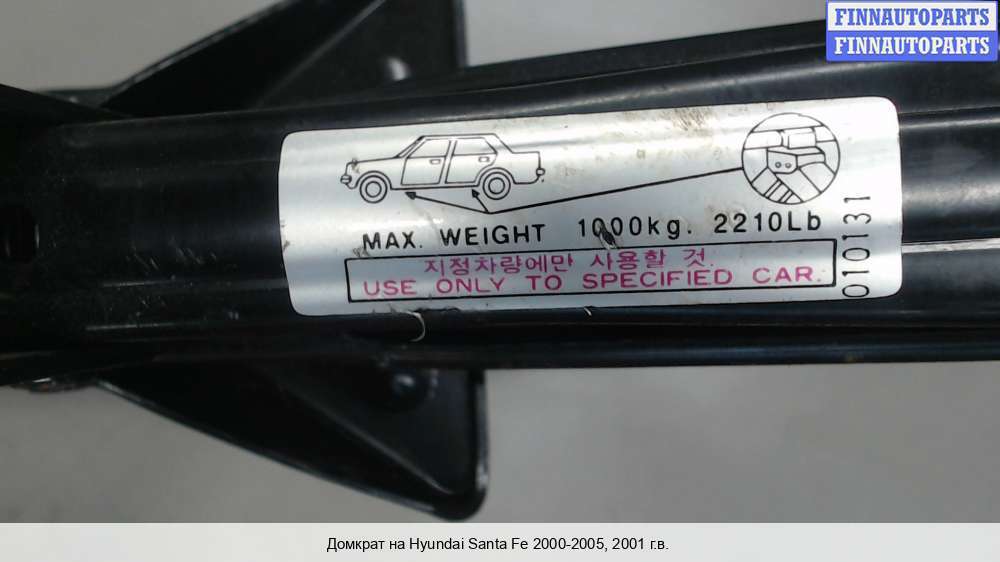 FINNAUTOPARTS
FINNAUTOPARTS
MAX. WEIGHT 1000kg. 2210Lb
지정차량에만 사용할 것.
USE ONLY TO SPECIFIED CAR.
010131
Домкрат на Hyundai Santa Fe 2000-2005, 2001 г.в.